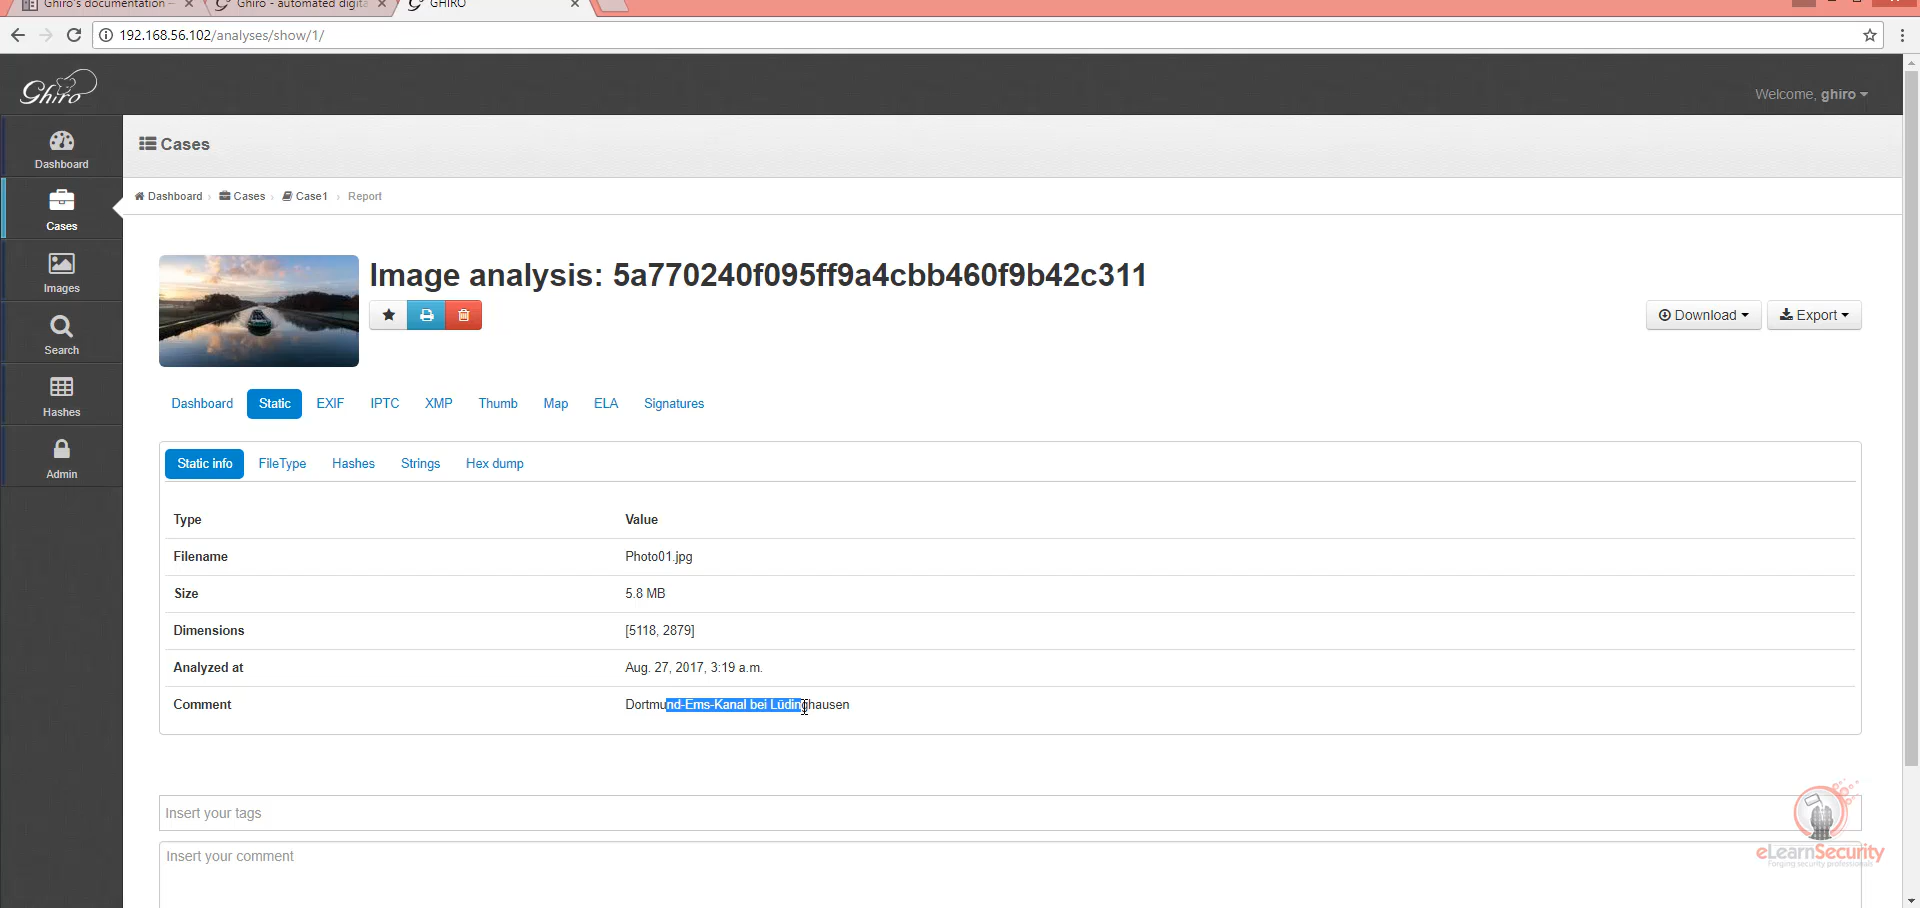 Ghiro's documentation –
Ghiro - automated digita
GHIRO
192.168.56.102/analyses/show/1/
Ghiro
Welcome, ghiro
Dashboard
Cases
Images
Search
Hashes
Admin
Cases
Dashboard › Cases › Case1 › Report
Image analysis: 5a770240f095ff9a4cbb460f9b42c311
Download Export
Dashboard Static EXIF IPTC XMP Thumb Map ELA Signatures
Static info FileType Hashes Strings Hex dump
Type Value
Filename Photo01.jpg
Size 5.8 MB
Dimensions [5118, 2879]
Analyzed at Aug. 27, 2017, 3:19 a.m.
Comment Dortmund-Ems-Kanal bei Lüdinghausen
Insert your tags
Insert your comment
eLearnSecurity
Forging security professionals